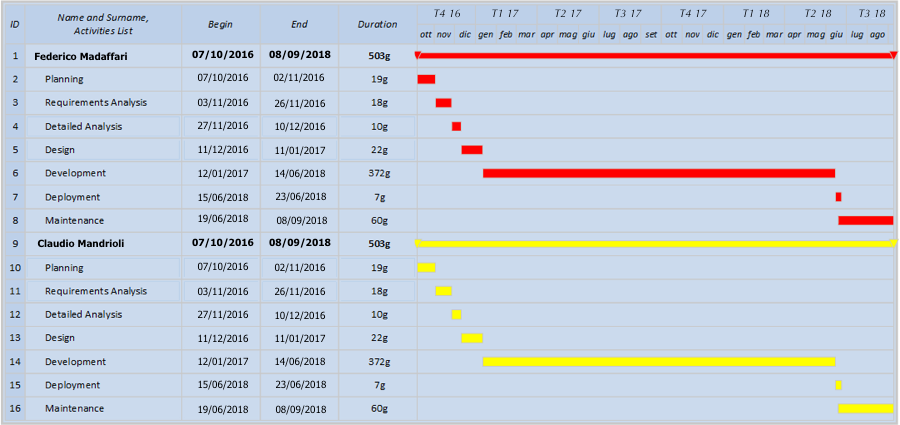 ID Name and Surname, Activities List Begin End Duration T4 16 T1 17 T2 17 T3 17 T4 17 T1 18 T2 18 T3 18
ott nov dic gen feb mar apr mag giu lug ago set ott nov dic gen feb mar apr mag giu lug ago
1 Federico Madaffari 07/10/2016 08/09/2018 503g
2 Planning 07/10/2016 02/11/2016 19g
3 Requirements Analysis 03/11/2016 26/11/2016 18g
4 Detailed Analysis 27/11/2016 10/12/2016 10g
5 Design 11/12/2016 11/01/2017 22g
6 Development 12/01/2017 14/06/2018 372g
7 Deployment 15/06/2018 23/06/2018 7g
8 Maintenance 19/06/2018 08/09/2018 60g
9 Claudio Mandrioli 07/10/2016 08/09/2018 503g
10 Planning 07/10/2016 02/11/2016 19g
11 Requirements Analysis 03/11/2016 26/11/2016 18g
12 Detailed Analysis 27/11/2016 10/12/2016 10g
13 Design 11/12/2016 11/01/2017 22g
14 Development 12/01/2017 14/06/2018 372g
15 Deployment 15/06/2018 23/06/2018 7g
16 Maintenance 19/06/2018 08/09/2018 60g